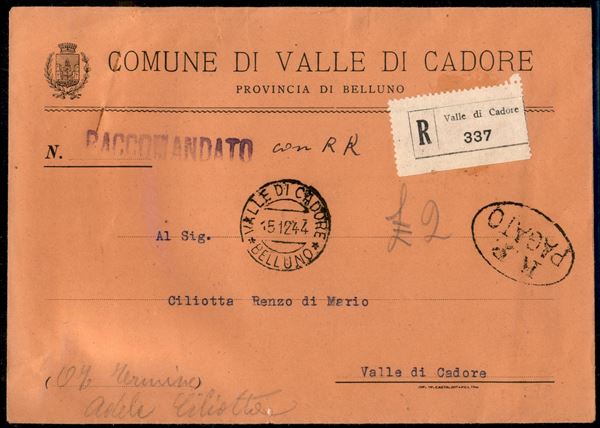 COMUNE DI VALLE DI CADORE
PROVINCIA DI BELLUNO
R
Valle di Cadore
337
N.
RACCOMANDATO
con RR
VALLE DI CADORE
15.12.44
* BELLUNO *
£ 2
R. P.
PAGATO
Al Sig.
Ciliotta Renzo di Mario
Valle di Cadore
Adele Ciliotta